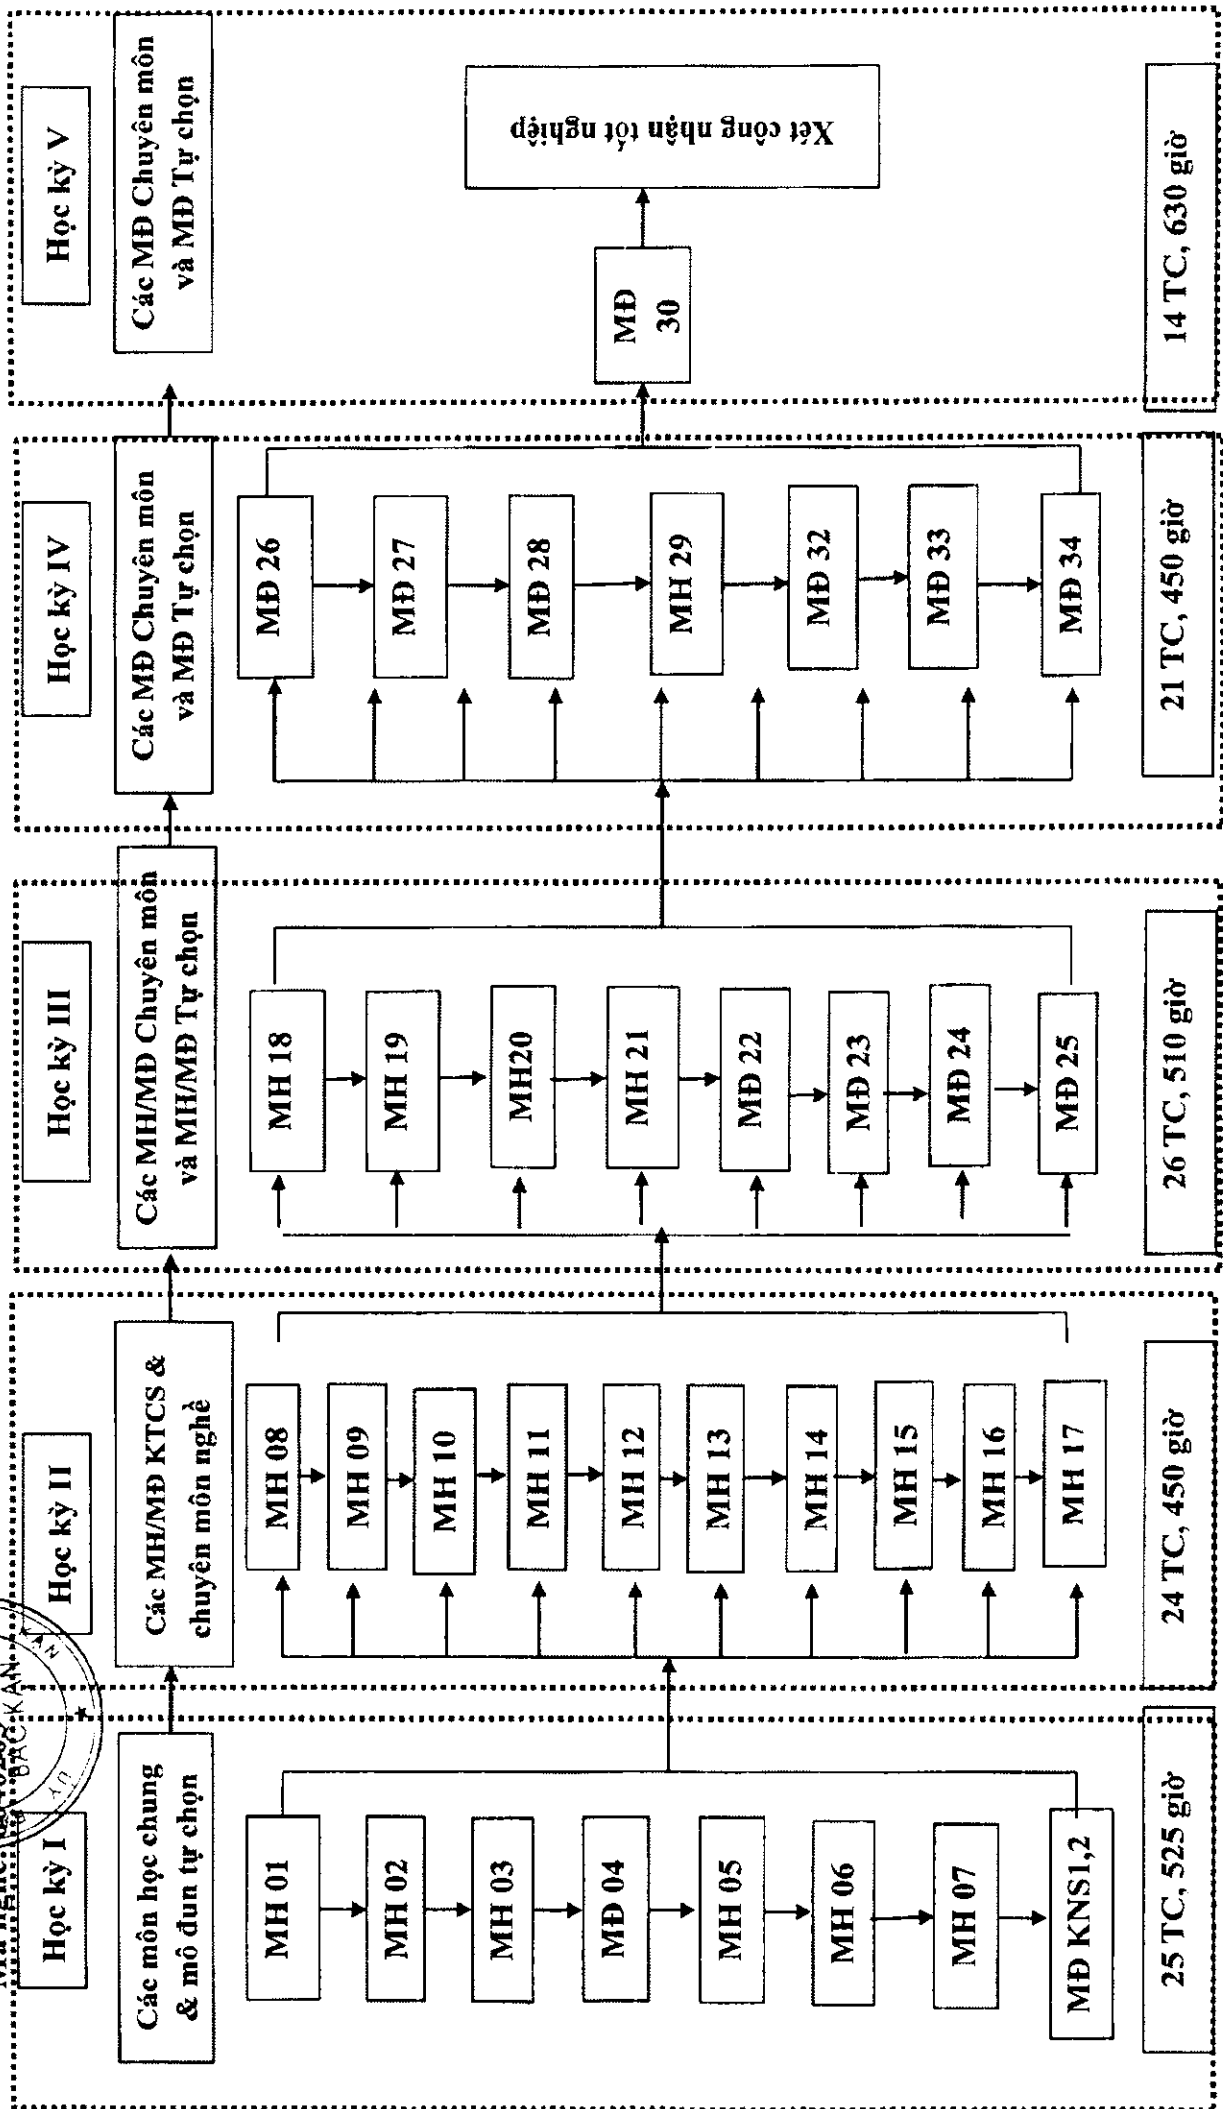 Học kỳ I
Các môn học chung
& mô đun tự chọn
MH 01
MH 02
MH 03
MĐ 04
MH 05
MH 06
MH 07
MĐ KNS1,2
25 TC, 525 giờ
Học kỳ II
Các MH/MĐ KTCS &
chuyên môn nghề
MH 08
MH 09
MH 10
MH 11
MH 12
MH 13
MH 14
MH 15
MH 16
MH 17
24 TC, 450 giờ
Học kỳ III
Các MH/MĐ Chuyên môn
và MH/MĐ Tự chọn
MH 18
MH 19
MH20
MH 21
MĐ 22
MĐ 23
MĐ 24
MĐ 25
26 TC, 510 giờ
Học kỳ IV
Các MĐ Chuyên môn
và MĐ Tự chọn
MĐ 26
MĐ 27
MĐ 28
MH 29
MĐ 32
MĐ 33
MĐ 34
21 TC, 450 giờ
Học kỳ V
Các MĐ Chuyên môn
và MĐ Tự chọn
MĐ
30
Xét công nhận tốt nghiệp
14 TC, 630 giờ